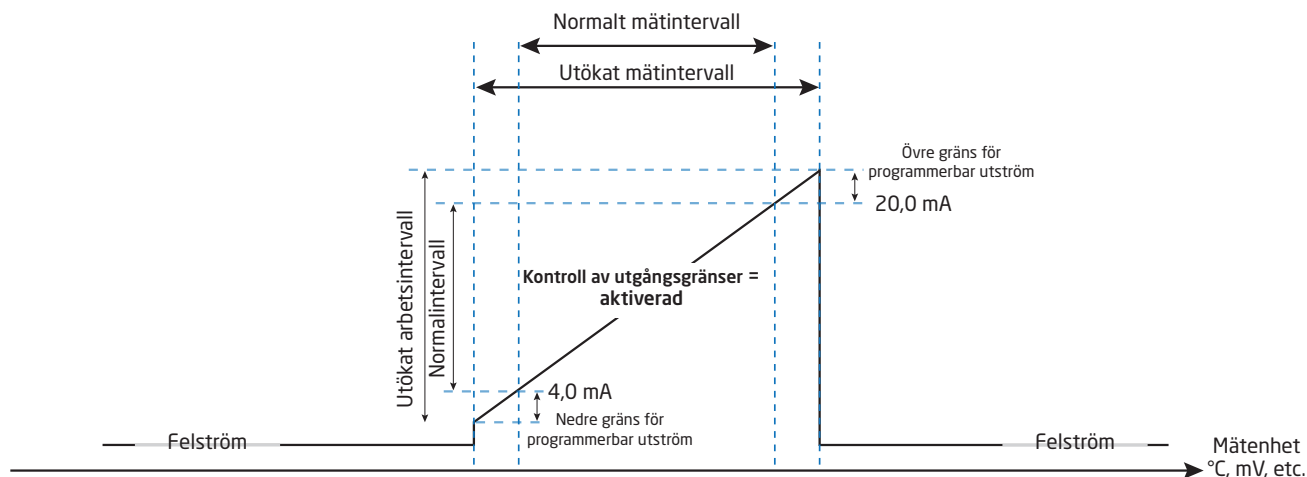 Normalt mätintervall
Utökat mätintervall
Övre gräns för
programmerbar utström
20,0 mA
Utökat arbetsintervall
Normalintervall
Kontroll av utgångsgränser =
aktiverad
4,0 mA
Nedre gräns för
programmerbar utström
Felström
Felström
Mätenhet
°C, mV, etc.